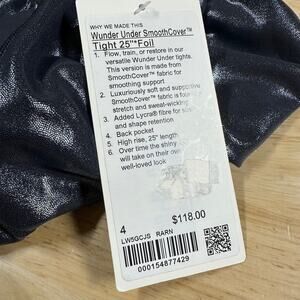 WHY WE MADE THIS
Wunder Under SmoothCover™
Tight 25"*Foil
1. Flow, train, or restore in our
versatile Wunder Under tights.
This version is made from
SmoothCover™ fabric for
smoothing support
2. Luxuriously soft and supportive
SmoothCover™ fabric is four-
stretch and sweat-wicking
3. Added Lycra® fibre for
and shape retention
4. Back pocket
5. High rise, 25" length
6. Over time the shiny
will take on their own
well-loved look
4
$118.00
LW5GCJS RARN
000154877429